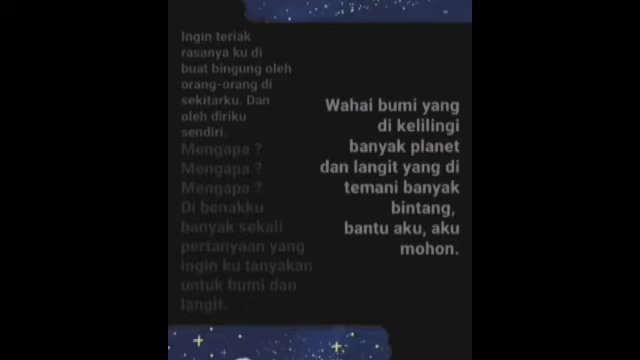 Ingin teriak
rasanya ku di
buat bingung oleh
orang-orang di
sekitarku. Dan
oleh diriku
sendiri.
Mengapa ?
Mengapa ?
Mengapa ?
Di benakku
banyak sekali
pertanyaan yang
ingin ku tanyakan
untuk bumi dan
langit.
Wahai bumi yang
di kelilingi
banyak planet
dan langit yang di
temani banyak
bintang,
bantu aku, aku
mohon.